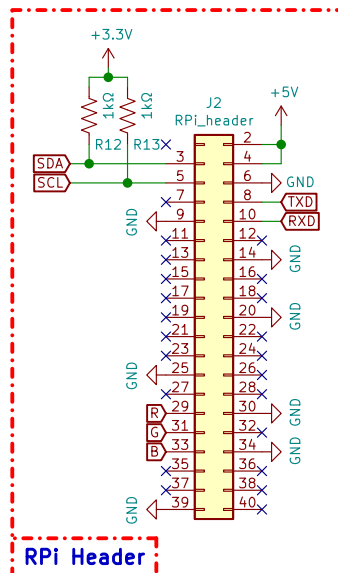 +3.3V
1kΩ
1kΩ
R12
R13
J2
RPi_header
+5V
SDA
SCL
2
3 4
5 6 GND
7 8 TXD
GND 9 10 RXD
11 12
13 14 GND
15 16
17 18
19 20 GND
21 22
23 24
GND 25 26
27 28
R 29 30 GND
G 31 32
B 33 34 GND
35 36
37 38
GND 39 40
RPi Header